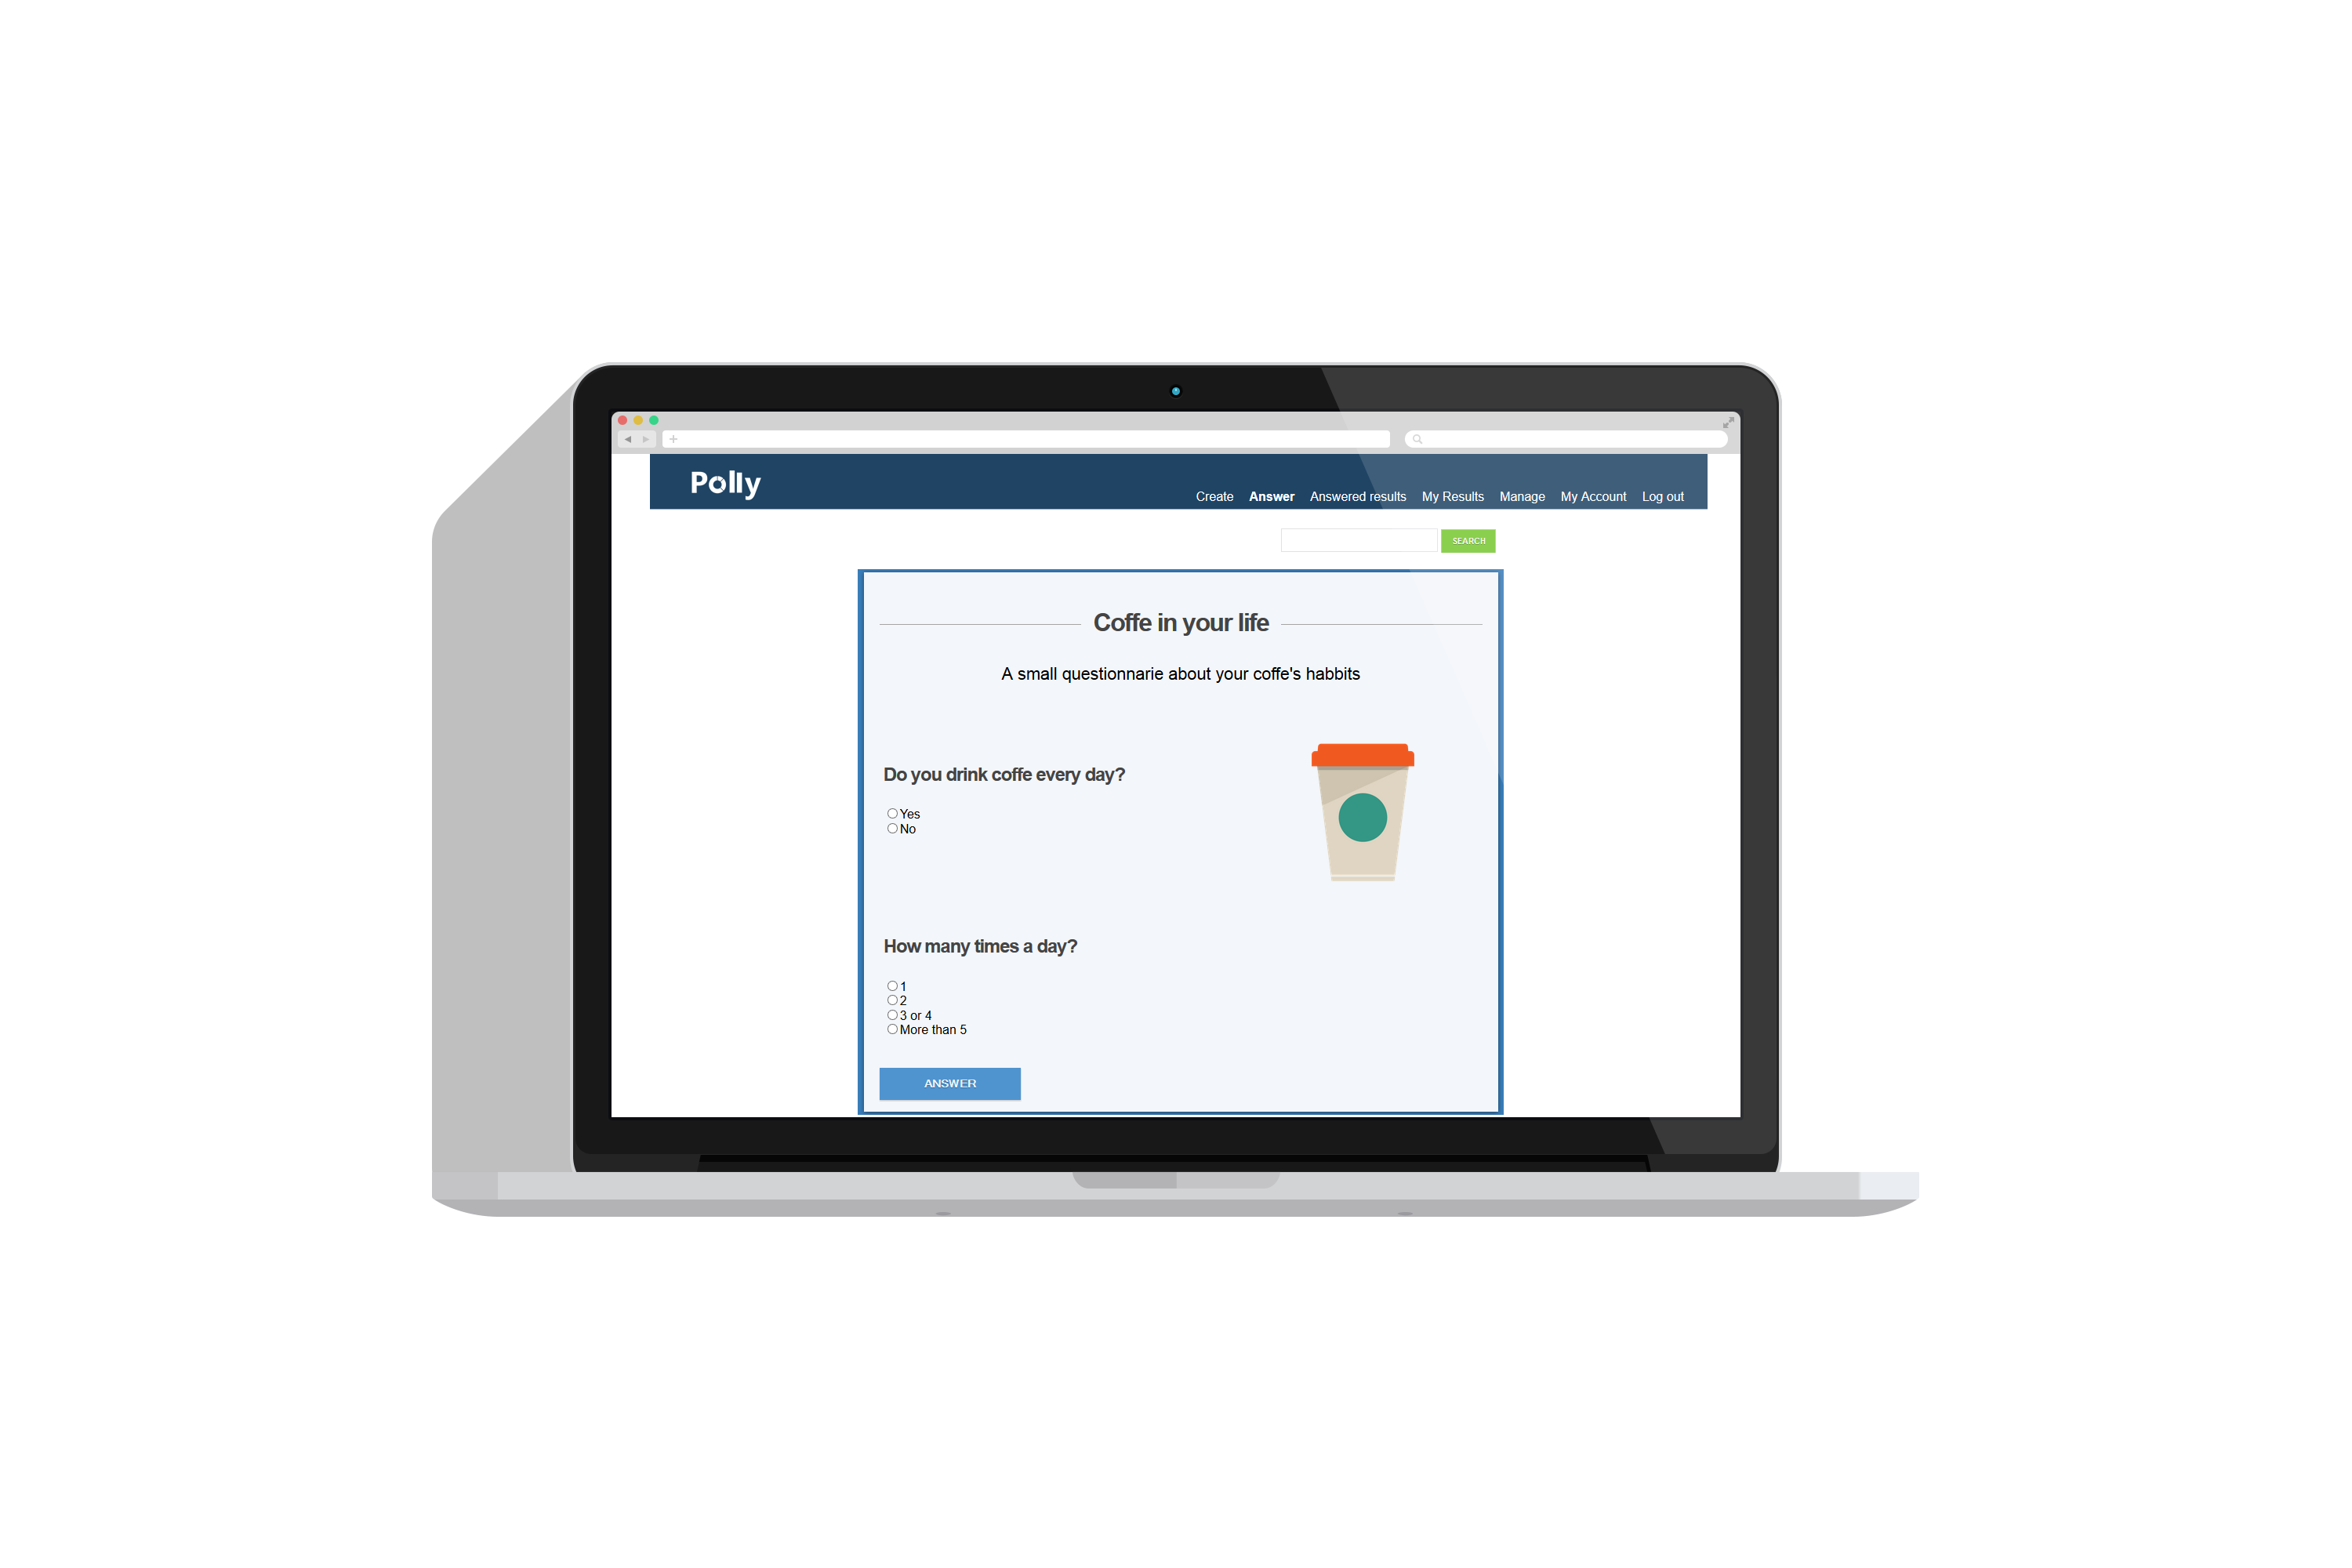 Polly
Create Answer Answered results My Results Manage My Account Log out
SEARCH
Coffe in your life
A small questionnarie about your coffe's habbits
Do you drink coffe every day?
Yes
No
How many times a day?
1
2
3 or 4
More than 5
ANSWER